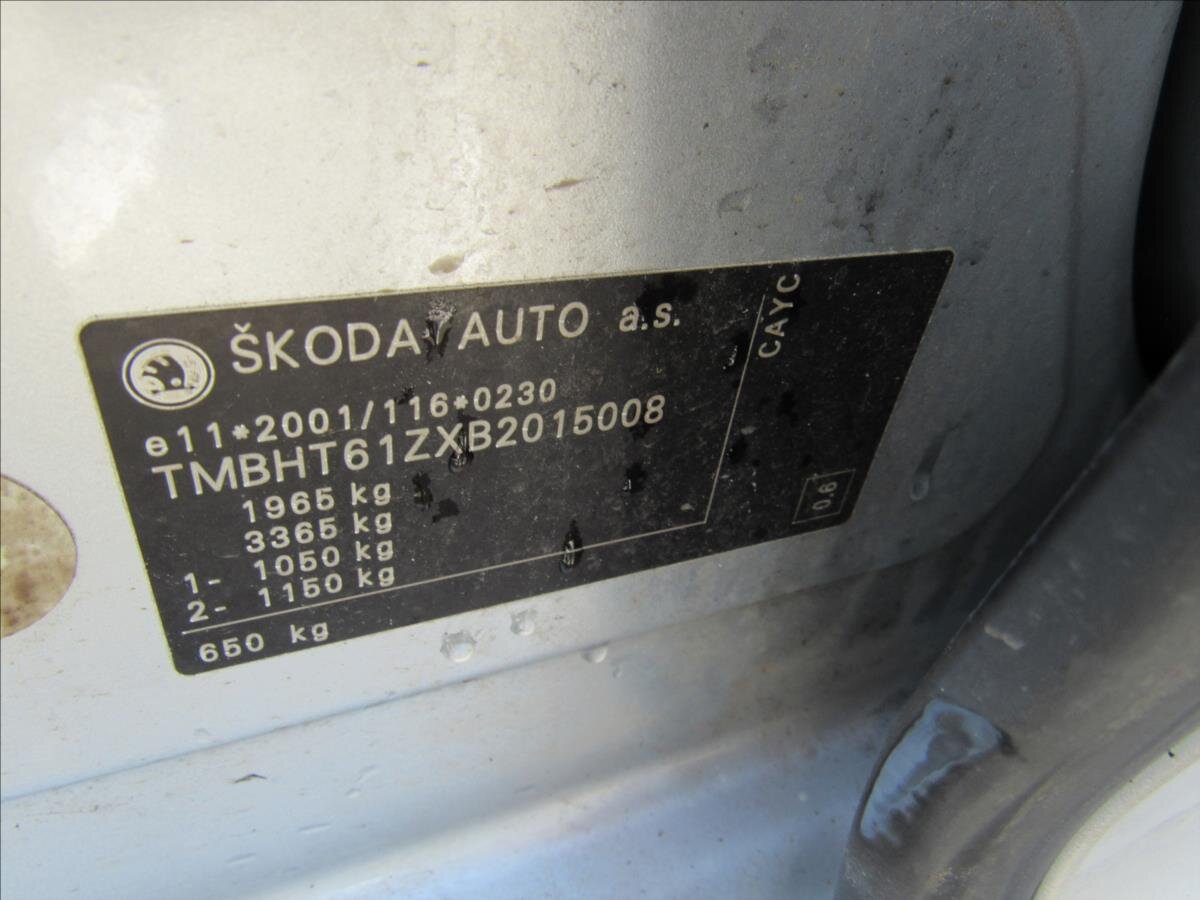 ŠKODA AUTO a.s.
e11*2001/116*0230
TMBHT61ZXB2015008
1965 kg
3365 kg
1- 1050 kg
2- 1150 kg
650 kg
CAYC
0.6